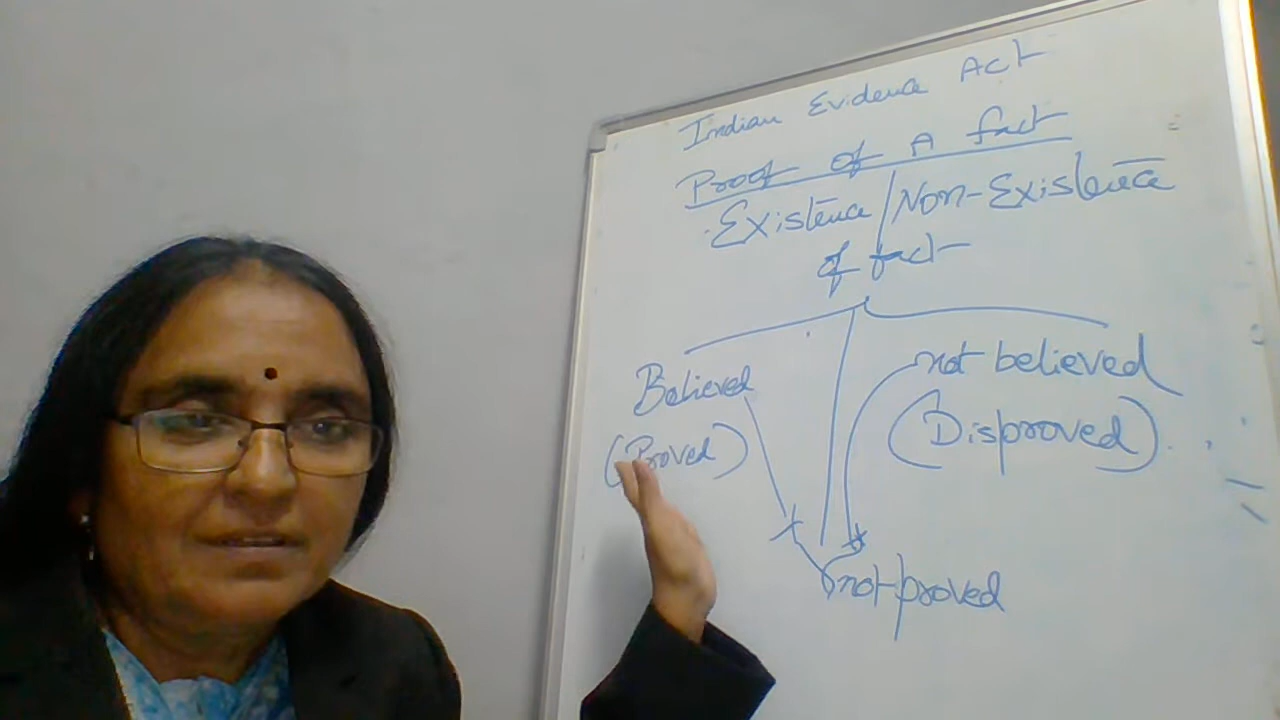 Indian Evidence Act
Proof of A fact
Existence/Non-Existence
of fact
Believed
not believed
(Proved)
(Disproved)
not proved